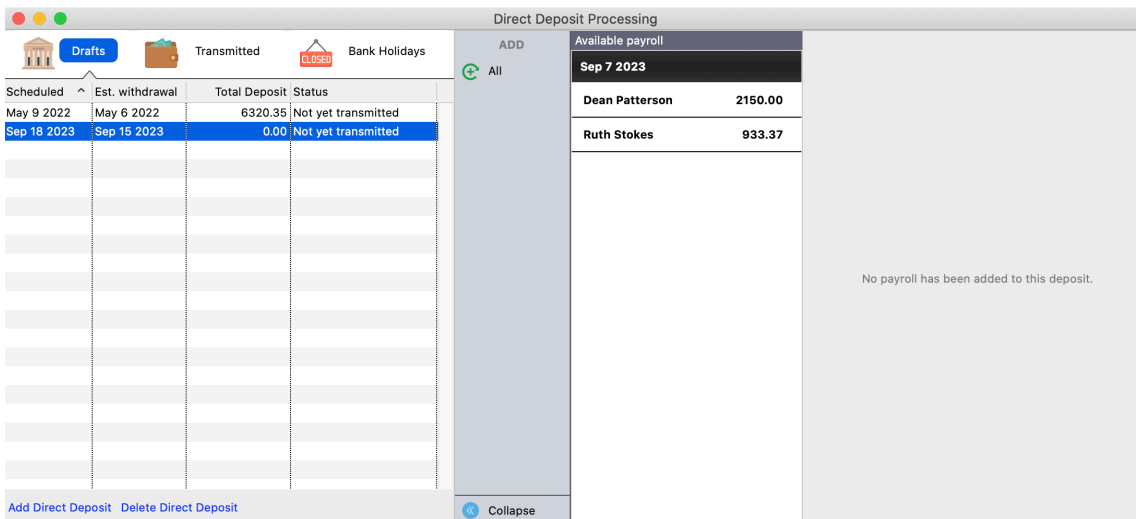 Direct Deposit Processing
Drafts
Transmitted
CLOSED
Bank Holidays
Scheduled Est. withdrawal Total Deposit Status
May 9 2022 May 6 2022 6320.35 Not yet transmitted
Sep 18 2023 Sep 15 2023 0.00 Not yet transmitted
Add Direct Deposit Delete Direct Deposit
ADD
All
Collapse
Available payroll
Sep 7 2023
Dean Patterson 2150.00
Ruth Stokes 933.37
No payroll has been added to this deposit.